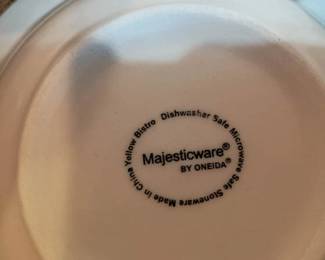 Yellow Bistro Dishwasher Safe Microwave Safe Stoneware Made in China
Majesticware®
BY ONEIDA®